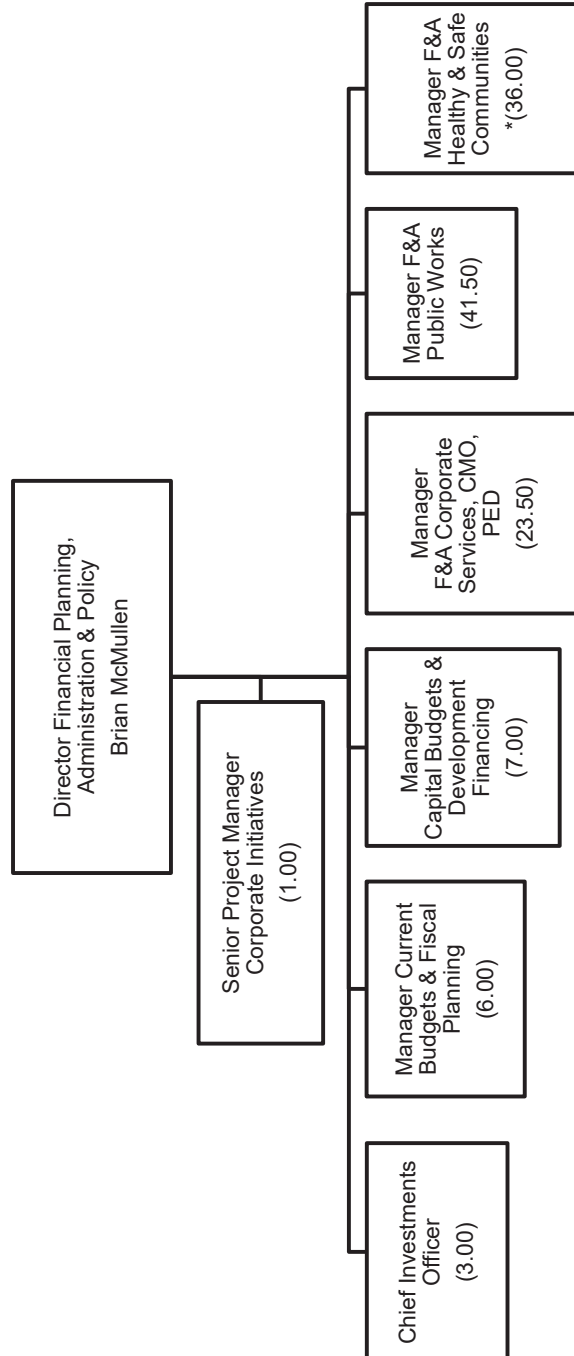 Director Financial Planning,
Administration & Policy
Brian McMullen
Senior Project Manager
Corporate Initiatives
(1.00)
Chief Investments
Officer
(3.00)
Manager Current
Budgets & Fiscal
Planning
(6.00)
Manager
Capital Budgets &
Development
Financing
(7.00)
Manager
F&A Corporate
Services, CMO,
PED
(23.50)
Manager F&A
Public Works
(41.50)
Manager F&A
Healthy & Safe
Communities
*(36.00)